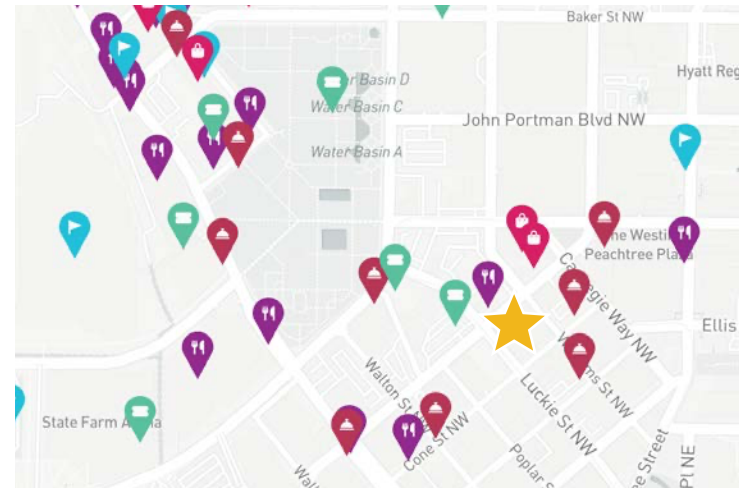 Baker St NW
Hyatt Reg
Basin D
Water Basin C
John Portman Blvd NW
Water Basin A
The Westin
Peachtree Plaza
Carnegie Way NW
Ellis
Williams St NW
Walton St NW
Luckie St NW
State Farm Arena
Cone St NW
Poplar
Pl NE